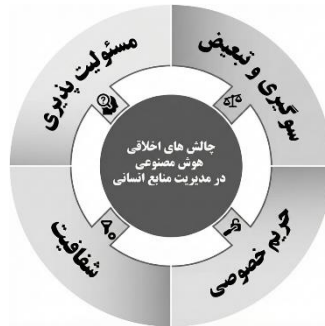 چالش های اخلاقی
هوش مصنوعی
در مدیریت منابع انسانی
سوگیری و تبعیض
حریم خصوصی
شفافیت
مسئولیت پذیری